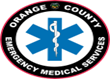 ORANGE COUNTY
EMERGENCY MEDICAL SERVICES